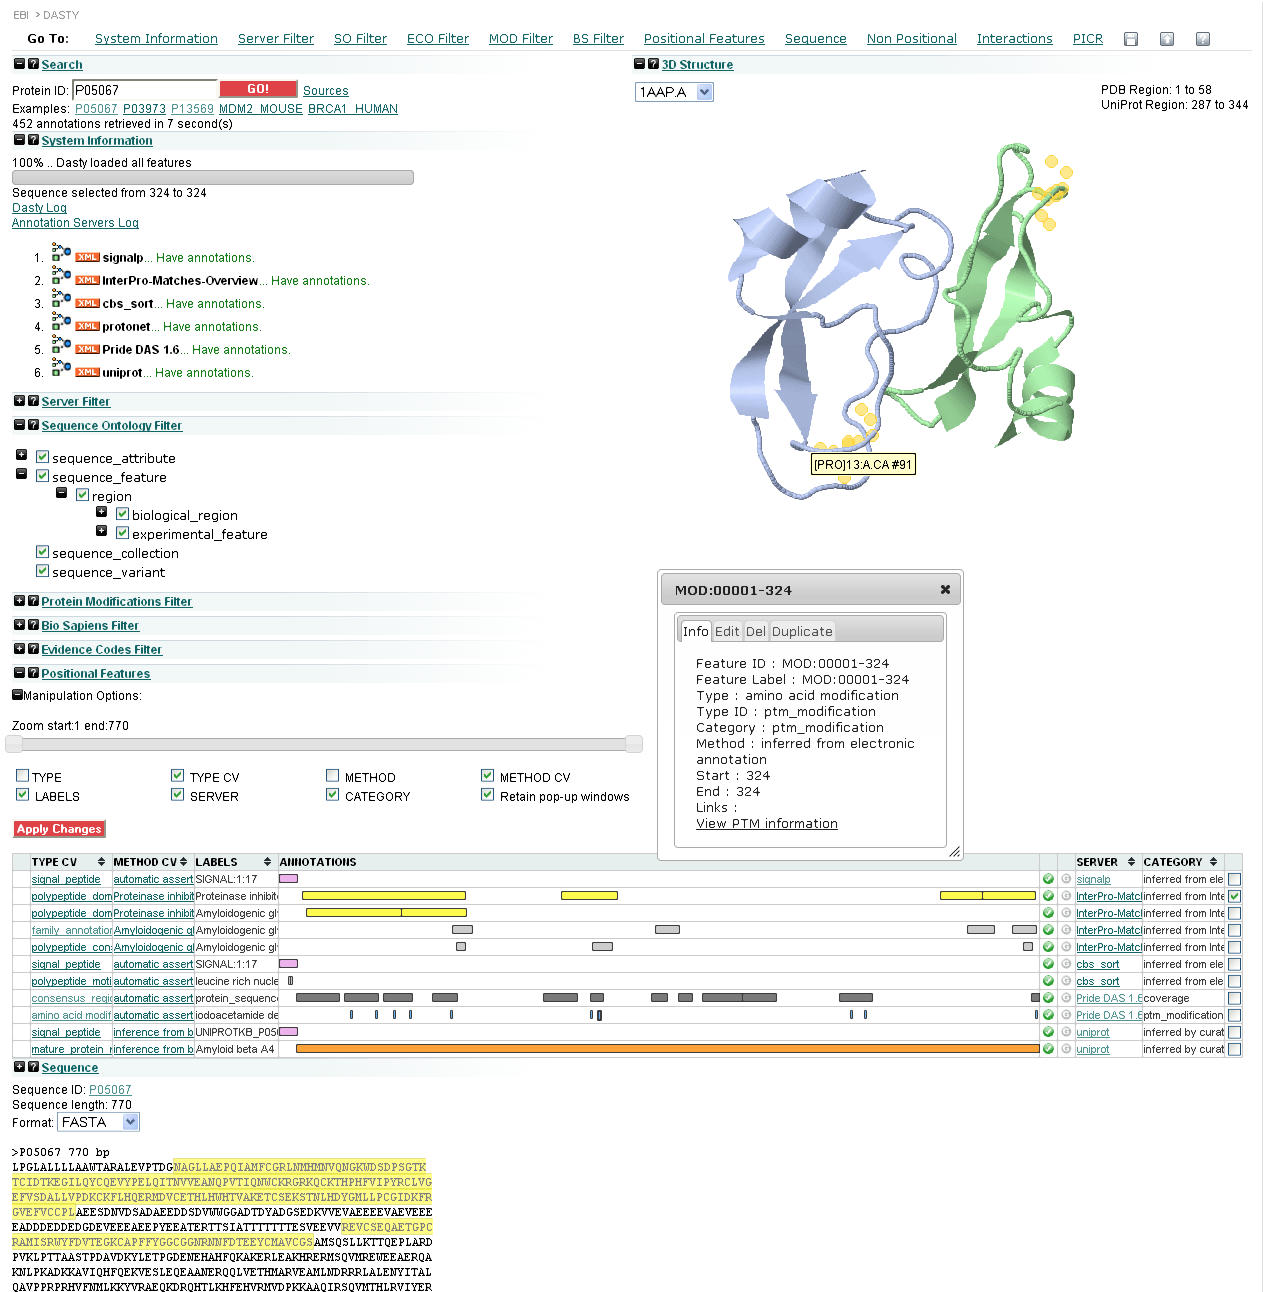 EBI > DASTY
Go To: System Information Server Filter SO Filter ECO Filter MOD Filter BS Filter Positional Features Sequence Non Positional Interactions PICR ?
? Search
Protein ID: P05067 GO! Sources
Examples: P05067 P03973 P13569 MDM2_MOUSE BRCA1_HUMAN
452 annotations retrieved in 7 second(s)
? System Information
100% .. Dasty loaded all features
Sequence selected from 324 to 324
Dasty Log
Annotation Servers Log
1. XML signalp... Have annotations.
2. XML InterPro-Matches-Overview... Have annotations.
3. XML cbs_sort... Have annotations.
4. XML protonet... Have annotations.
5. XML Pride DAS 1.6... Have annotations.
6. XML uniprot... Have annotations.
? Server Filter
? Sequence Ontology Filter
sequence_attribute
sequence_feature
region
biological_region
experimental_feature
sequence_collection
sequence_variant
? Protein Modifications Filter
? Bio Sapiens Filter
? Evidence Codes Filter
? Positional Features
Manipulation Options:
Zoom start:1 end:770
TYPE TYPE CV METHOD METHOD CV
LABELS SERVER CATEGORY Retain pop-up windows
Apply Changes
? 3D Structure
1AAP.A
PDB Region: 1 to 58
UniProt Region: 287 to 344
[PRO]13:A.CA #91
MOD:00001-324
Info Edit Del Duplicate
Feature ID : MOD:00001-324
Feature Label : MOD:00001-324
Type : amino acid modification
Type ID : ptm_modification
Category : ptm_modification
Method : inferred from electronic
annotation
Start : 324
End : 324
Links :
View PTM information
TYPE CV METHOD CV LABELS ANNOTATIONS SERVER CATEGORY
signal_peptide automatic assert SIGNAL:1:17 G signalp inferred from ele
polypeptide_dom Proteinase inhibit Proteinase inhibit G InterPro-Matc inferred from Inte
polypeptide_dom Proteinase inhibit Amyloidogenic gl G InterPro-Matc inferred from Inte
family_annotation Amyloidogenic gl Amyloidogenic gl G InterPro-Matc inferred from Inte
polypeptide_con Amyloidogenic gl Amyloidogenic gl G InterPro-Matc inferred from Inte
signal_peptide automatic assert SIGNAL:1:17 G cbs_sort inferred from ele
polypeptide_moti automatic assert leucine rich nucle G cbs_sort inferred from ele
consensus_regio automatic assert protein_sequence G Pride DAS 1.6 coverage
amino acid modif automatic assert iodoacetamide de G Pride DAS 1.6 ptm_modification
signal_peptide inference from b UNIPROTKB_P05 G uniprot inferred by curat
mature_protein_r inference from b Amyloid beta A4 G uniprot inferred by curat
? Sequence
Sequence ID: P05067
Sequence length: 770
Format: FASTA
>P05067 770 bp
LPGLALLLLAAWTARALEVPTDGNAGLLAEPQIAMFCGRLNMHMNVQNGKWDSDPSGTK
TCIDTKEGILQYCQEVYPELQITNVVEANQPVTIQNWCKRGRKQCKTHPHFVIPYRCLVG
EFVSDALLVPDKCKFLHQERMDVCETHLHWHTVAKETCSEKSTNLHDYGMLLPCGIDKFR
GVEFVCCPLAEESDNVDSADAEEDDSDVWWGGADTDYADGSEDKVVEVAEEEEVAEVEEE
EADDDEDDEDGDEVEEEAEEPYEEATERTTSIATTTTTTTESVEEVVREVCSEQAETGPC
RAMISRWYFDVTEGKCAPFFYGGCGGNRNNFDTEEYCMAVCGSAMSQSLLKTTQEPLARD
PVKLPTTAASTPDAVDKYLETPGDENEHAHFQKAKERLEAKHRERMSQVMREWEEAERQA
KNLPKADKKAVIQHFQEKVESLEQEAANERQQLVETHMARVEAMLNDRRRLALENYITAL
QAVPPRPRHVFNMLKKYVRAEQKDRQHTLKHFEHVRMVDPKKAAQIRSQVMTHLRVIYER